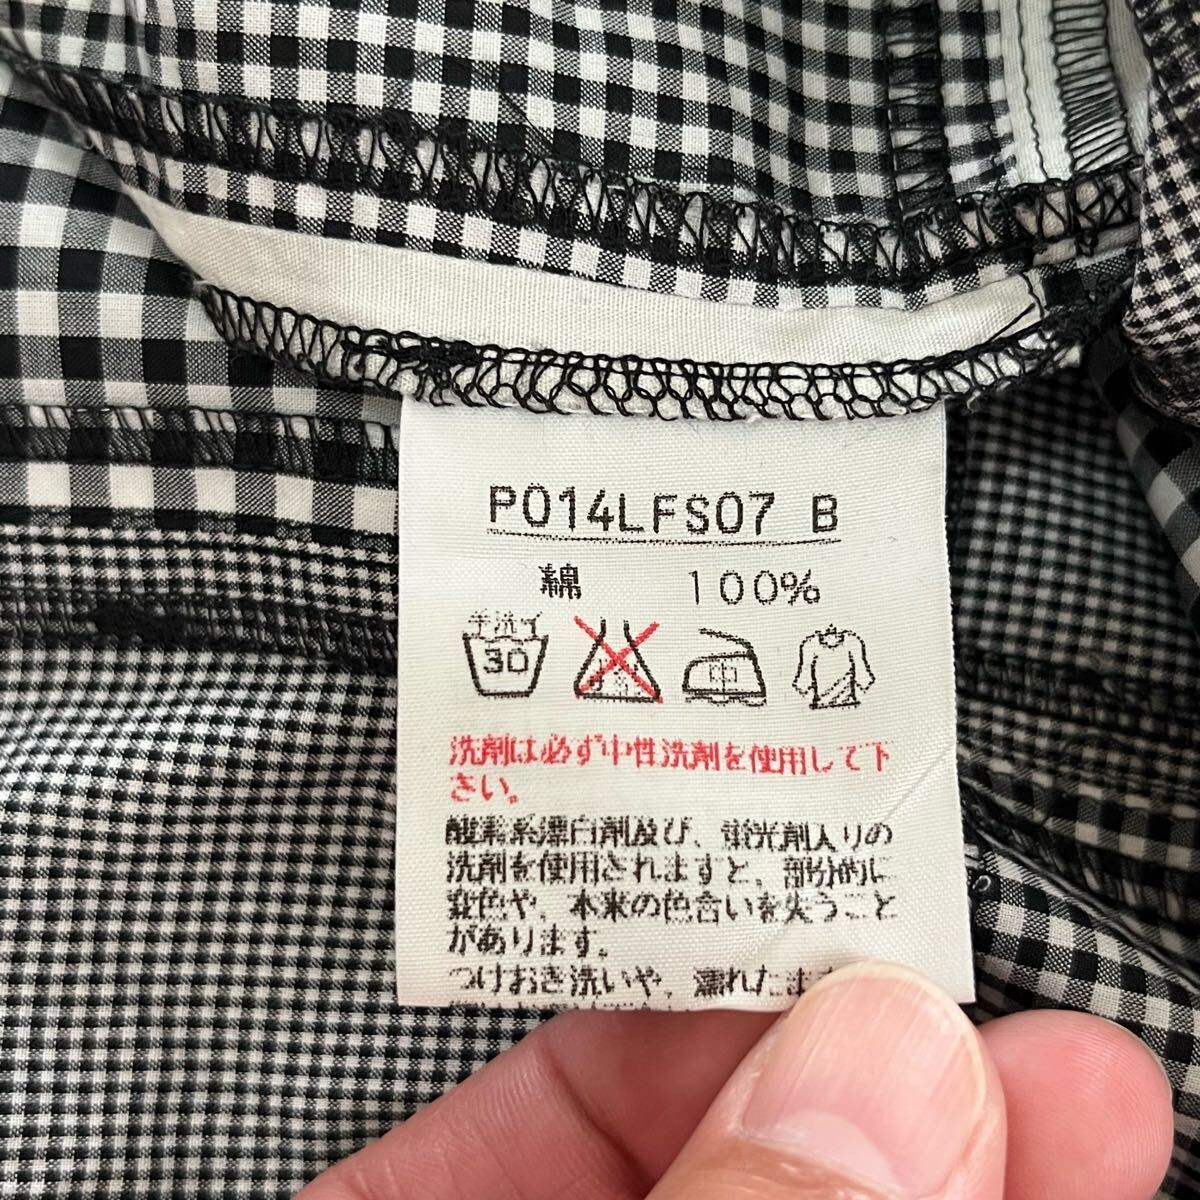 P014LFS07 B
綿 100%
手洗イ
30
中
洗剤は必ず中性洗剤を使用して下
さい。
酸素系漂白剤及び、蛍光剤入りの
洗剤を使用されますと、部分的に
変色や、本来の色合いを失うこと
があります。
つけおき洗いや、濡れたまま